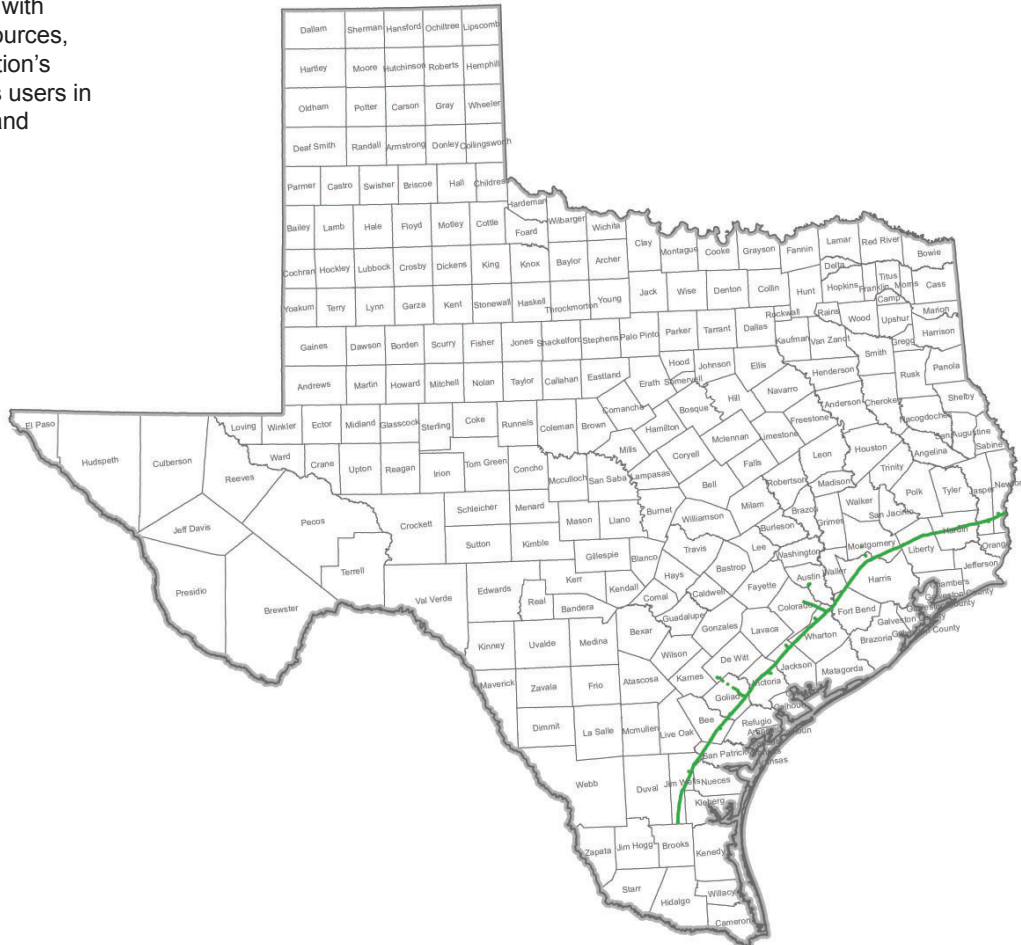 with
ources,
tion's
s users in
and
Dallam Sherman Hansford Ochiltree Lipscomb
Hartley Moore Hutchinson Roberts Hemphill
Oldham Potter Carson Gray Wheeler
Deaf Smith Randall Armstrong Donley Collingsworth
Parmer Castro Swisher Briscoe Hall Childress
Hardeman
Bailey Lamb Hale Floyd Motley Cottle Foard Wilbarger Wichita
Clay Montague Cooke Grayson Fannin Lamar Red River Bowie
Delta
Cochran Hockley Lubbock Crosby Dickens King Knox Baylor Archer
Jack Wise Denton Collin Hunt Hopkins Franklin Titus Morris Cass
Camp
Yoakum Terry Lynn Garza Kent Stonewall Haskell Throckmorton Young
Rockwall Rains Wood Upshur Marion
Gaines Dawson Borden Scurry Fisher Jones Shackelford Stephens Palo Pinto Parker Tarrant Dallas Kaufman Van Zandt Smith Gregg Harrison
Hood Johnson Ellis Henderson Rusk Panola
Andrews Martin Howard Mitchell Nolan Taylor Callahan Eastland Erath Somervell Hill Navarro Anderson Cherokee Shelby
El Paso Loving Winkler Ector Midland Glasscock Sterling Coke Runnels Coleman Brown Comanche Hamilton Bosque Freestone Nacogdoches
San Augustine
Sabine
Hudspeth Culberson Reeves Ward Crane Upton Reagan Irion Tom Green Concho Mcculloch San Saba Mills Lampasas Coryell Mclennan Limestone Falls Leon Houston Angelina
Trinity
Jeff Davis Pecos Crockett Schleicher Menard Mason Llano Burnet Bell Robertson Madison Walker Polk Tyler Jasper Newton
Williamson Milam Brazos Grimes San Jacinto
Sutton Kimble Burleson Montgomery Liberty Hardin Orange
Presidio Brewster Terrell Val Verde Edwards Real Kerr Gillespie Blanco Travis Lee Washington
Hays Bastrop Austin Waller Harris Jefferson
Chambers
Bandera Kendall Comal Caldwell Fayette Colorado Fort Bend Galveston County
Galveston County
Guadalupe Gonzales Lavaca Wharton Brazoria
Kinney Uvalde Medina Bexar Wilson De Witt Jackson Matagorda
Maverick Zavala Frio Atascosa Karnes Goliad Victoria
Calhoun
Dimmit La Salle Mcmullen Live Oak Bee Refugio
San Patricio
Webb Duval Jim Wells Nueces
Kleberg
Zapata Jim Hogg Brooks Kenedy
Starr Hidalgo Willacy
Cameron